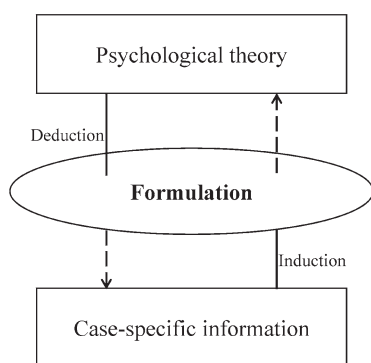 Psychological theory
Deduction
Formulation
Induction
Case-specific information